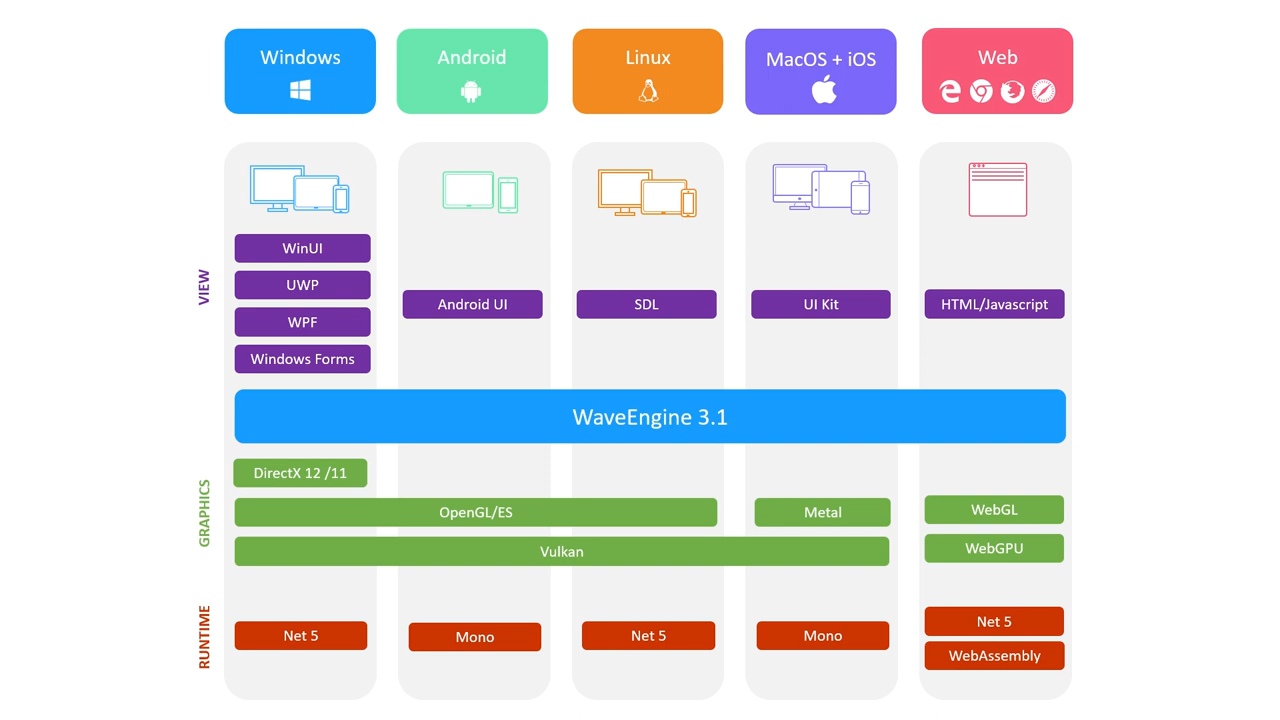 Windows
Android
Linux
MacOS + iOS
Web
VIEW
WinUI
UWP
WPF
Windows Forms
Android UI
SDL
UI Kit
HTML/Javascript
WaveEngine 3.1
GRAPHICS
DirectX 12 /11
OpenGL/ES
Metal
WebGL
Vulkan
WebGPU
RUNTIME
Net 5
Mono
Net 5
Mono
Net 5
WebAssembly